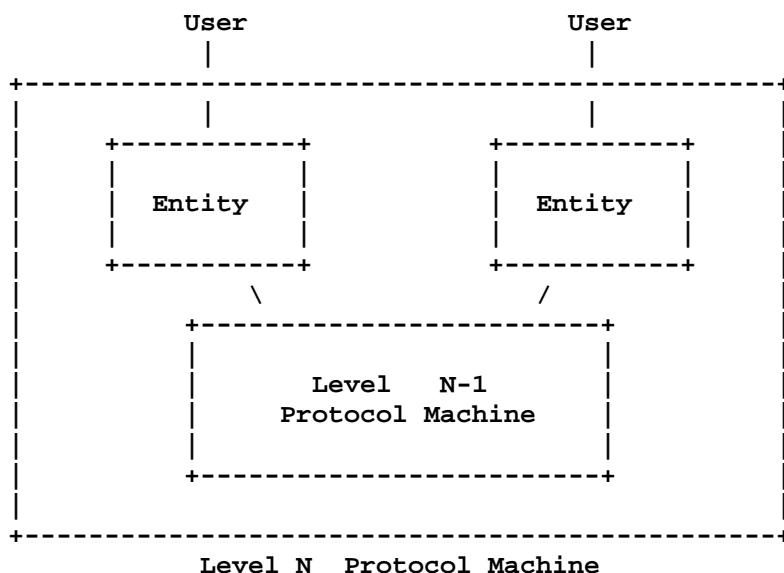 User User
Entity Entity
Level N-1
Protocol Machine
Level N Protocol Machine